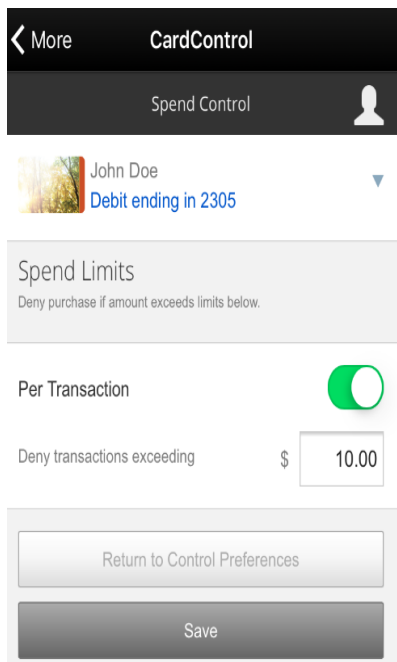 More
CardControl
Spend Control
John Doe
Debit ending in 2305
Spend Limits
Deny purchase if amount exceeds limits below.
Per Transaction
Deny transactions exceeding $ 10.00
Return to Control Preferences
Save